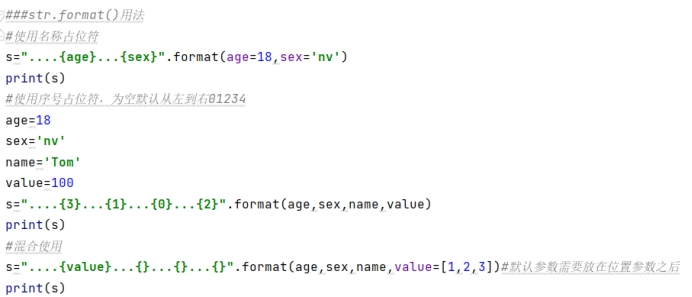 ###str.format()用法
#使用名称占位符
s="....{age}...{sex}".format(age=18,sex='nv')
print(s)
#使用序号占位符，为空默认从左到右01234
age=18
sex='nv'
name='Tom'
value=100
s="....{3}...{1}...{0}...{2}".format(age,sex,name,value)
print(s)
#混合使用
s="....{value}...{}...{}...{}".format(age,sex,name,value=[1,2,3])#默认参数需要放在位置参数之后
print(s)